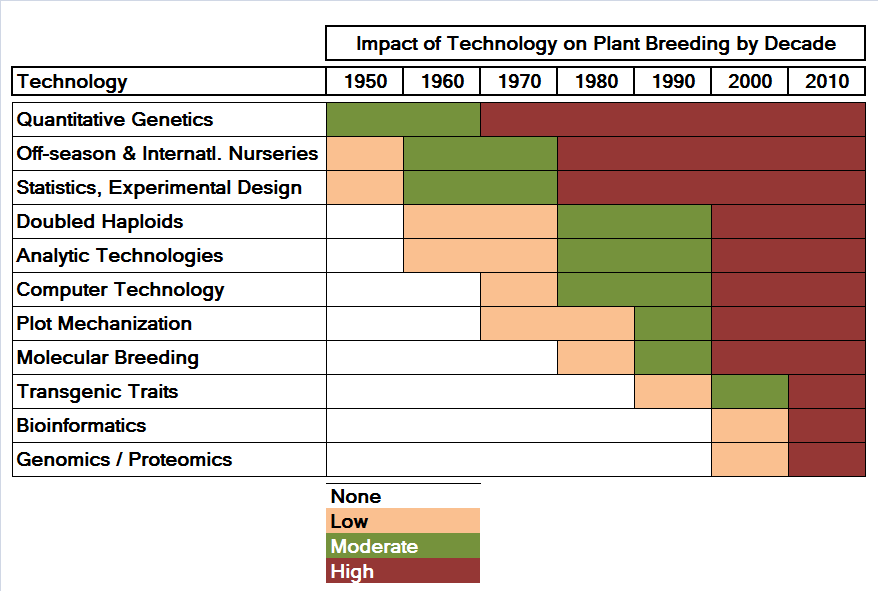 Impact of Technology on Plant Breeding by Decade
Technology 1950 1960 1970 1980 1990 2000 2010
Quantitative Genetics
Off-season & Internatl. Nurseries
Statistics, Experimental Design
Doubled Haploids
Analytic Technologies
Computer Technology
Plot Mechanization
Molecular Breeding
Transgenic Traits
Bioinformatics
Genomics / Proteomics
None
Low
Moderate
High